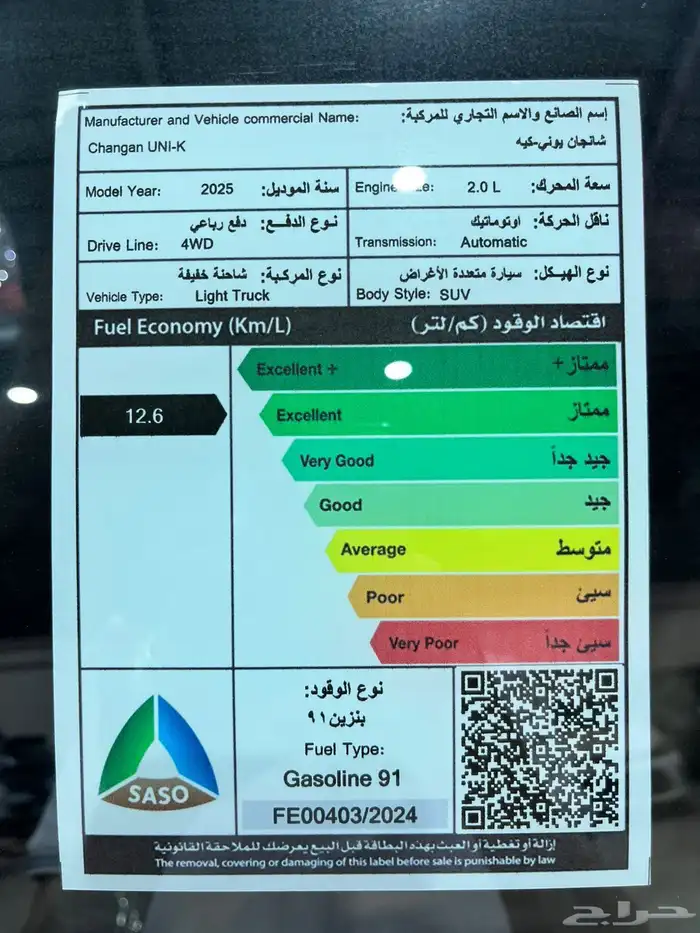 Manufacturer and Vehicle commercial Name: إسم الصانع والاسم التجاري للمركبة:
Changan UNI-K شانجان يوني-كيه
Model Year: 2025 سنة الموديل:
2.0 L سعة المحرك:
نوع الدفع: دفع رباعي
Drive Line: 4WD
ناقل الحركة: اوتوماتيك
Transmission: Automatic
نوع المركبة: شاحنة خفيفة
Vehicle Type: Light Truck
نوع الهيكل: سيارة متعددة الأغراض
Body Style: SUV
Fuel Economy (Km/L) اقتصاد الوقود (كم/لتر)
Excellent + ممتاز+
12.6
Excellent ممتاز
Very Good جيد جداً
Good جيد
Average متوسط
Poor سيئ
Very Poor سيئ جداً
SASO
نوع الوقود:
بنزين ٩١
Fuel Type:
Gasoline 91
FE00403/2024
إزالة أو تغطية أو العبث بهذه البطاقة قبل البيع يعرضك للملاحقة القانونية
The removal, covering or damaging of this label before sale is punishable by law
حراج